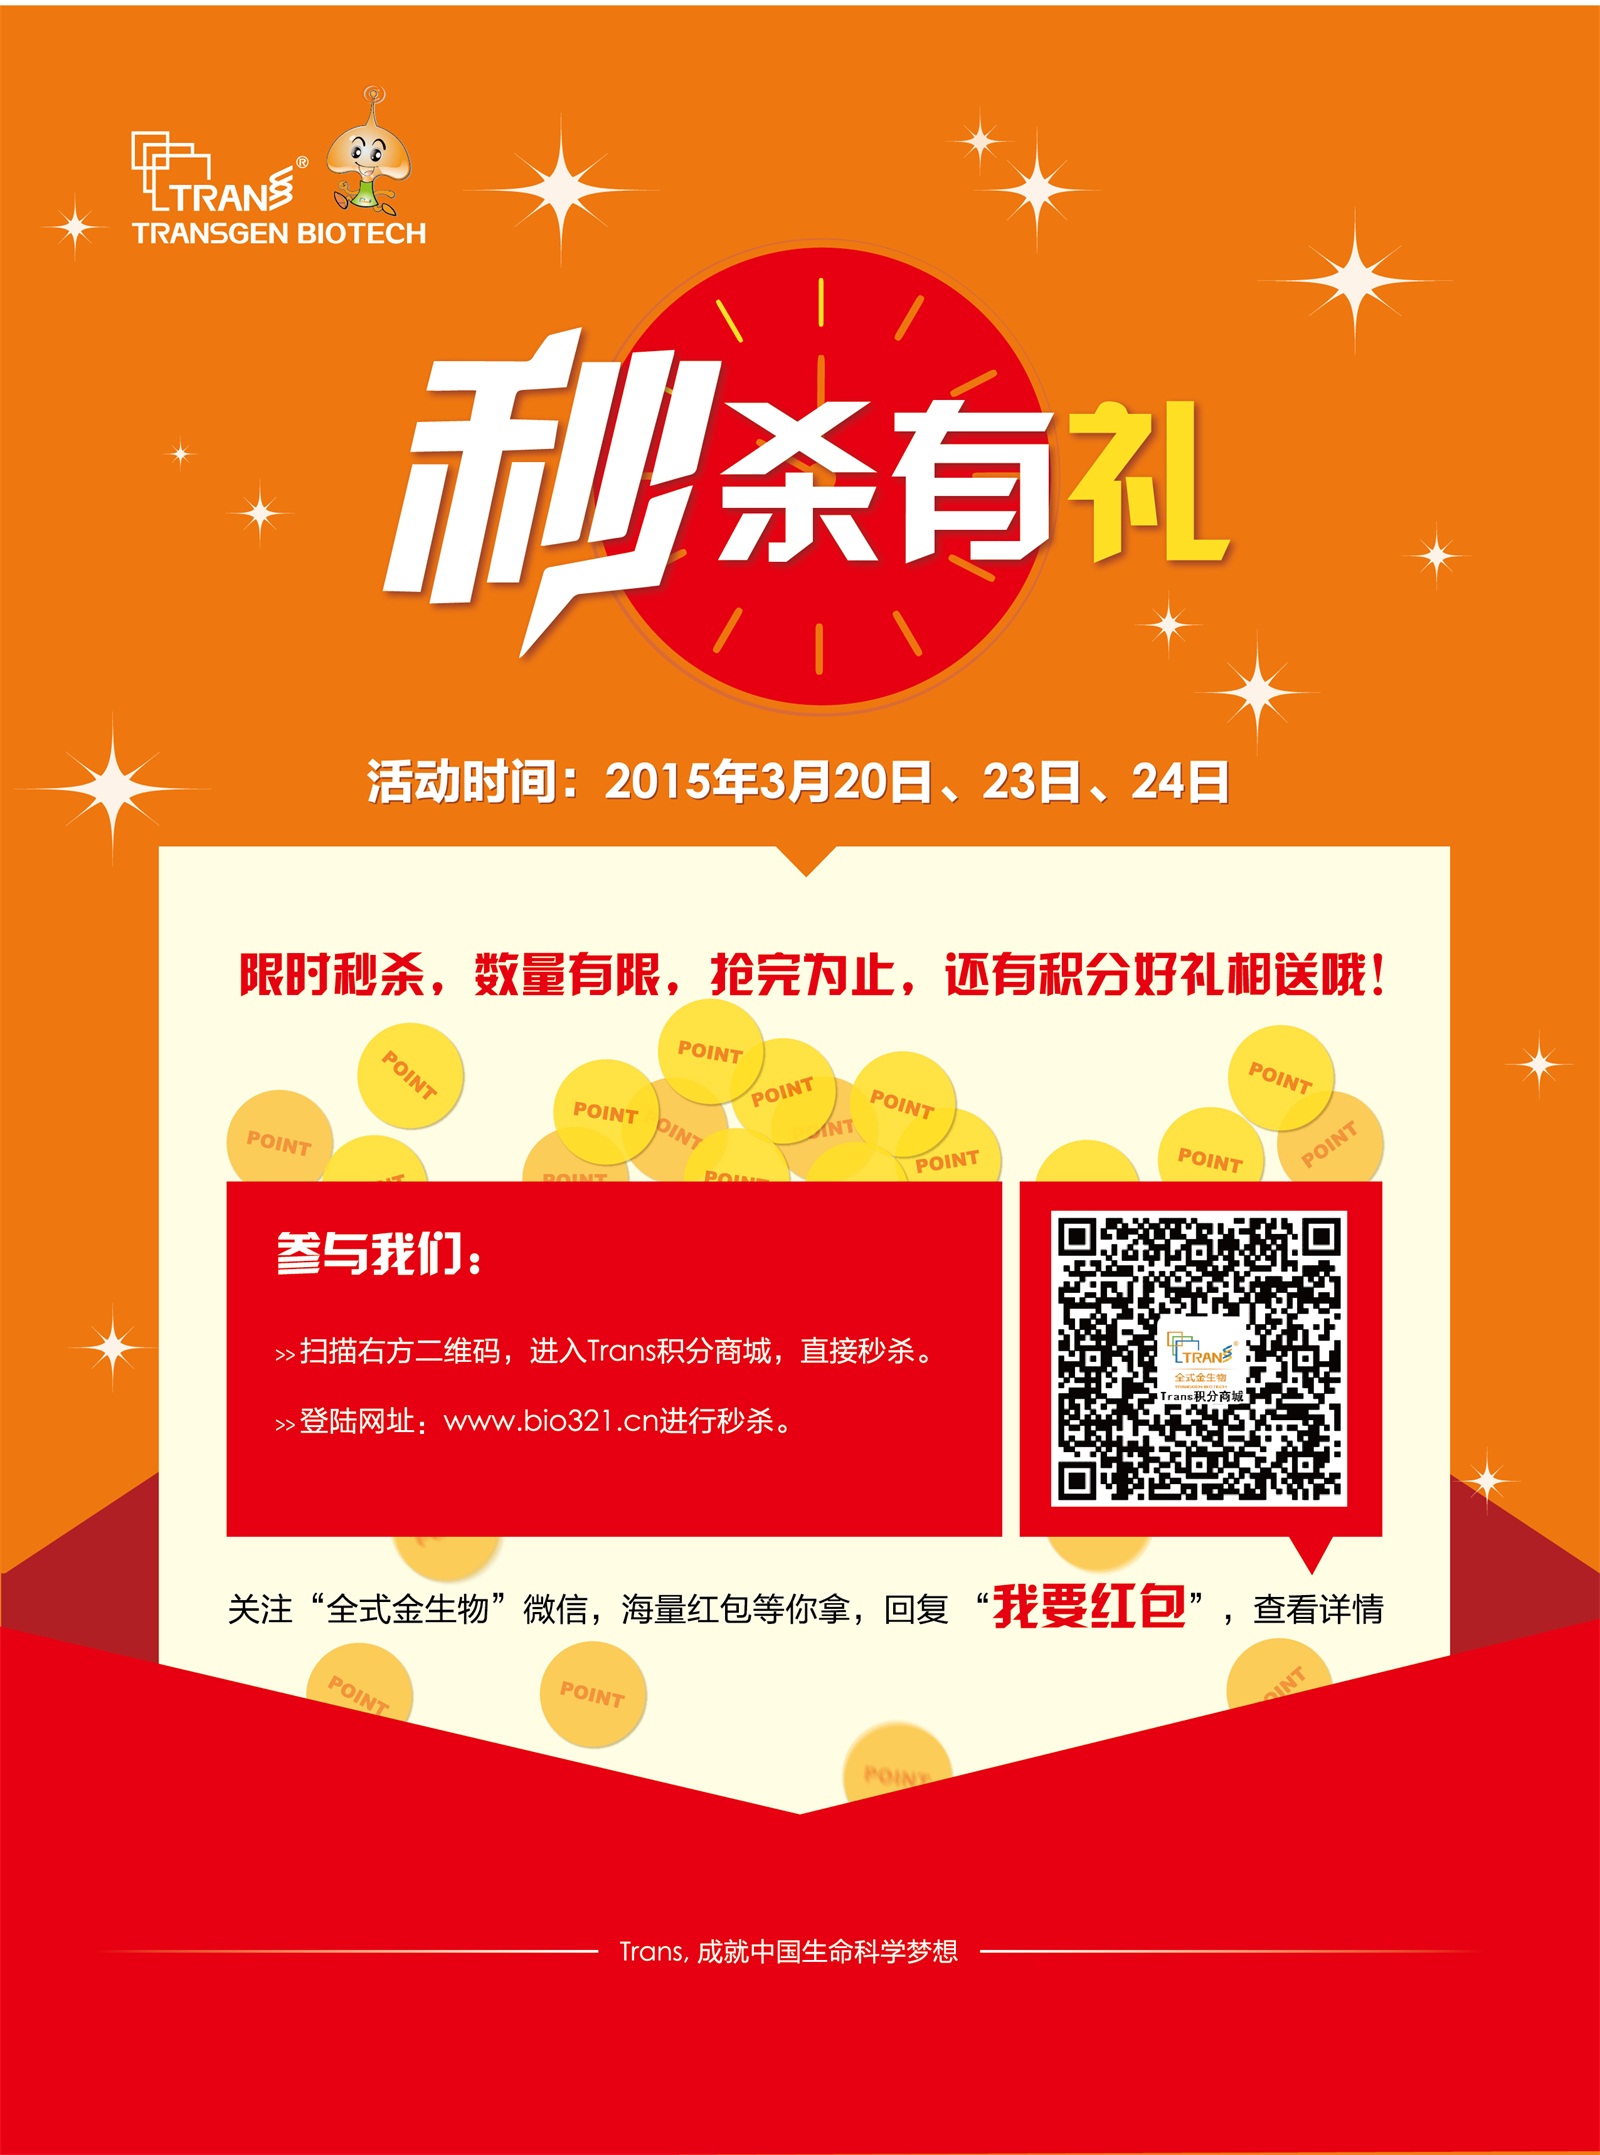 TRANS®
TRANSGEN BIOTECH
秒杀有礼
活动时间：2015年3月20日、23日、24日
限时秒杀，数量有限，抢完为止，还有积分好礼相送哦！
POINT
POINT
POINT
POINT
POINT
POINT
POINT
POINT
POINT
POINT
POINT
POINT
参与我们：
>>扫描右方二维码，进入Trans积分商城，直接秒杀。
>>登陆网址：www.bio321.cn进行秒杀。
TRANS®
全式金生物
Trans积分商城
关注“全式金生物”微信，海量红包等你拿，回复“我要红包”，查看详情
POINT
POINT
POINT
Trans, 成就中国生命科学梦想